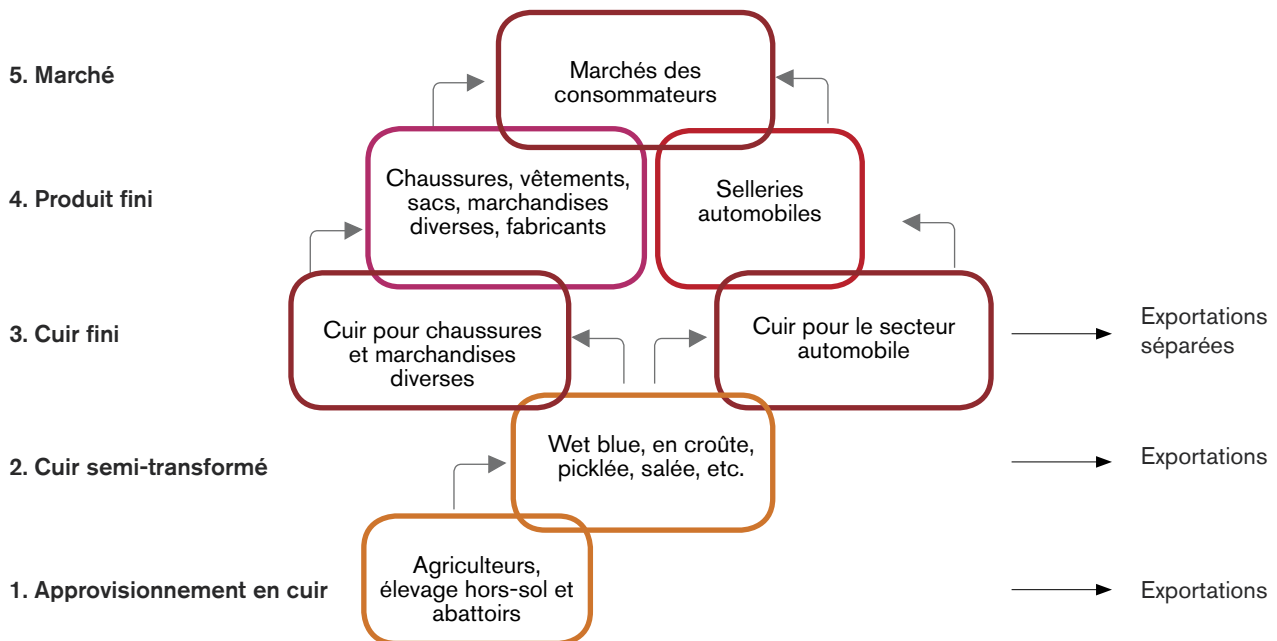 5. Marché
Marchés des
consommateurs
4. Produit fini
Chaussures, vêtements,
sacs, marchandises
diverses, fabricants
Selleries
automobiles
3. Cuir fini
Cuir pour chaussures
et marchandises
diverses
Cuir pour le secteur
automobile
Exportations
séparées
2. Cuir semi-transformé
Wet blue, en croûte,
picklée, salée, etc.
Exportations
1. Approvisionnement en cuir
Agriculteurs,
élevage hors-sol et
abattoirs
Exportations